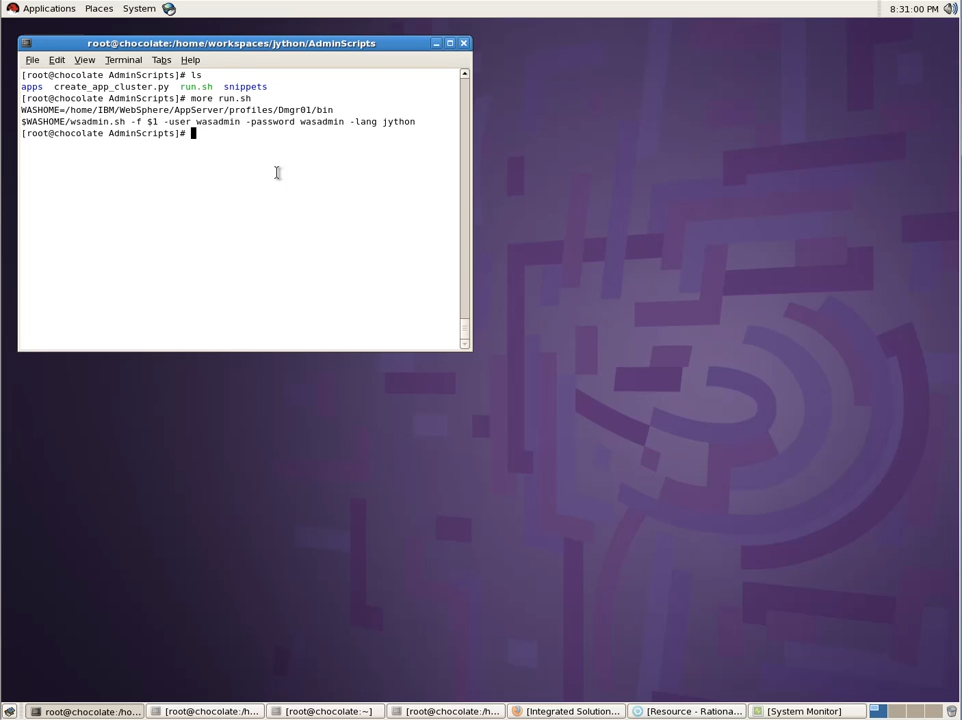 Applications Places System
8:31:00 PM
root@chocolate:/home/workspaces/jython/AdminScripts
File Edit View Terminal Tabs Help
[root@chocolate AdminScripts]# ls
apps create_app_cluster.py run.sh snippets
[root@chocolate AdminScripts]# more run.sh
WASHOME=/home/IBM/WebSphere/AppServer/profiles/Dmgr01/bin
$WASHOME/wsadmin.sh -f $1 -user wasadmin -password wasadmin -lang jython
[root@chocolate AdminScripts]#
root@chocolate:/ho... [root@chocolate:/h... [root@chocolate:~] [root@chocolate:/h... [Integrated Solution... [Resource - Rationa... [System Monitor]